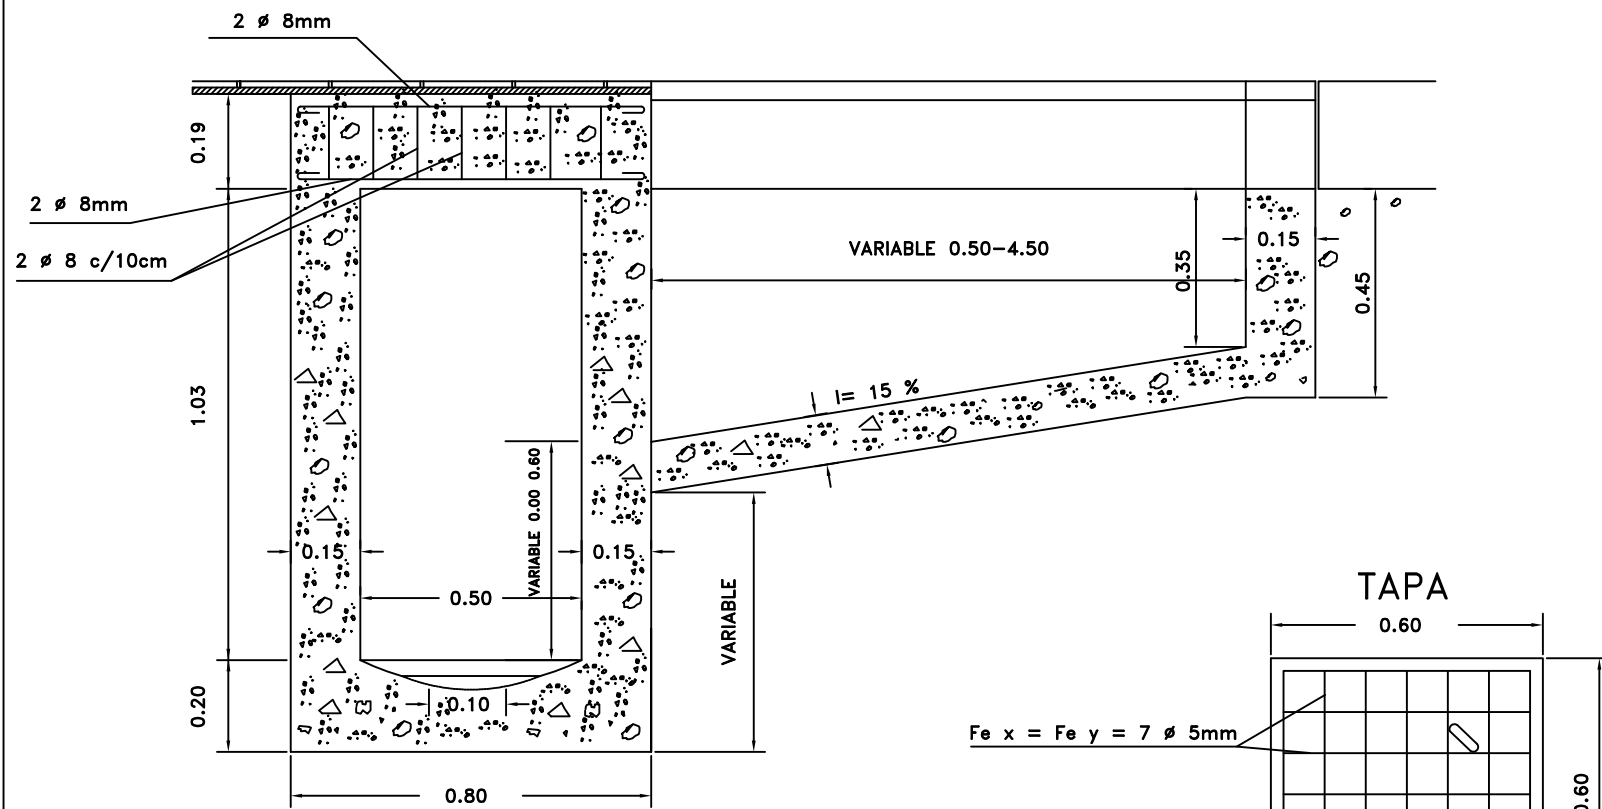 2 ø 8mm
0.19
2 ø 8mm
2 ø 8 c/10cm
VARIABLE 0.50-4.50
0.35
0.15
0.45
1.03
I= 15 %
VARIABLE 0.00 0.60
0.15
0.15
0.50
VARIABLE
0.20
0.10
0.80
TAPA
0.60
Fe x = Fe y = 7 ø 5mm
0.60